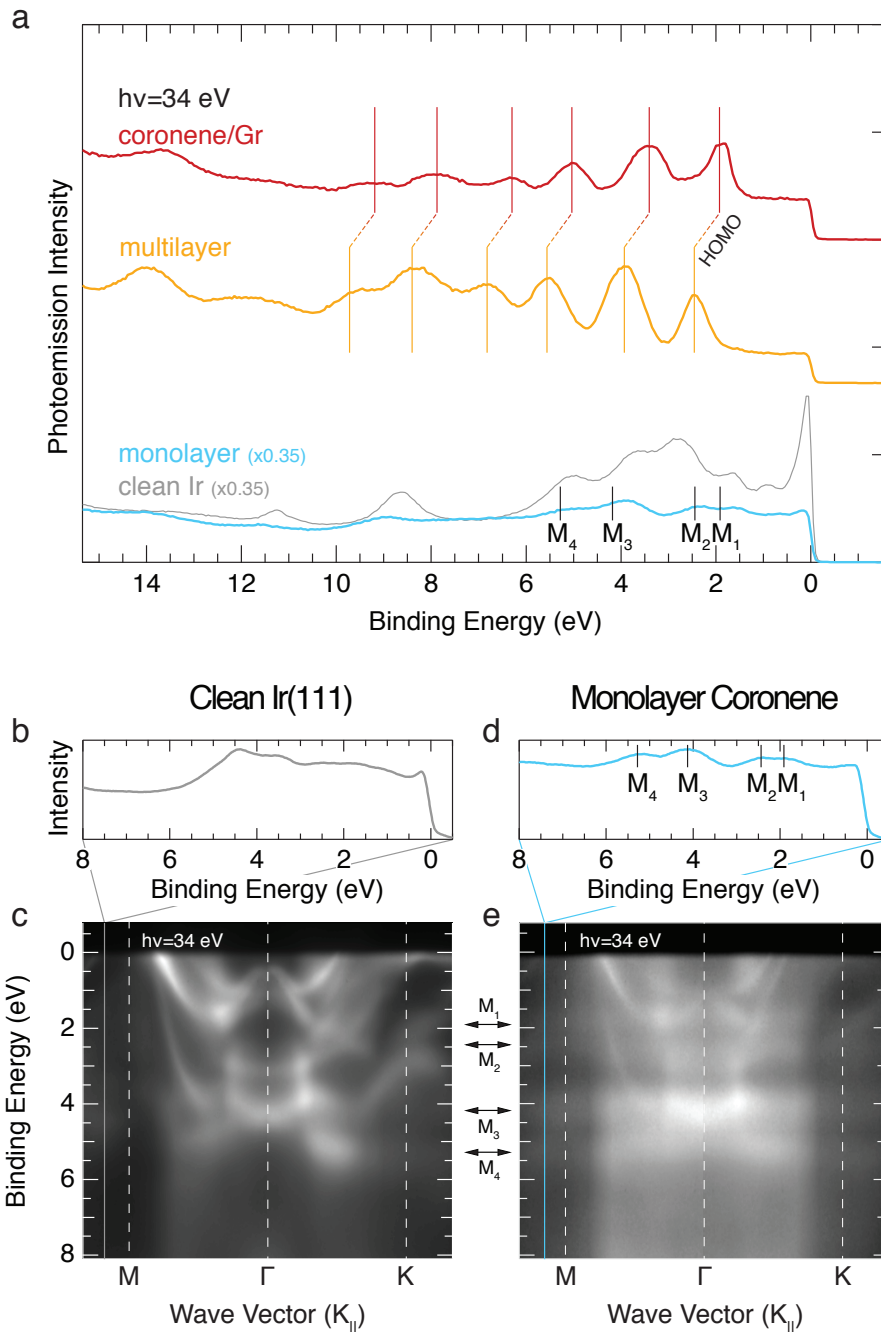 a
hν=34 eV
coronene/Gr
multilayer
HOMO
monolayer (x0.35)
clean Ir (x0.35)
M₄ M₃ M₂ M₁
Photoemission Intensity
14 12 10 8 6 4 2 0
Binding Energy (eV)
Clean Ir(111)
b
Intensity
8 6 4 2 0
Binding Energy (eV)
Monolayer Coronene
d
M₄ M₃ M₂ M₁
8 6 4 2 0
Binding Energy (eV)
c
hν=34 eV
Binding Energy (eV)
0
2
4
6
8
M Γ K
Wave Vector (K||)
M₁
M₂
M₃
M₄
e
hν=34 eV
M Γ K
Wave Vector (K||)